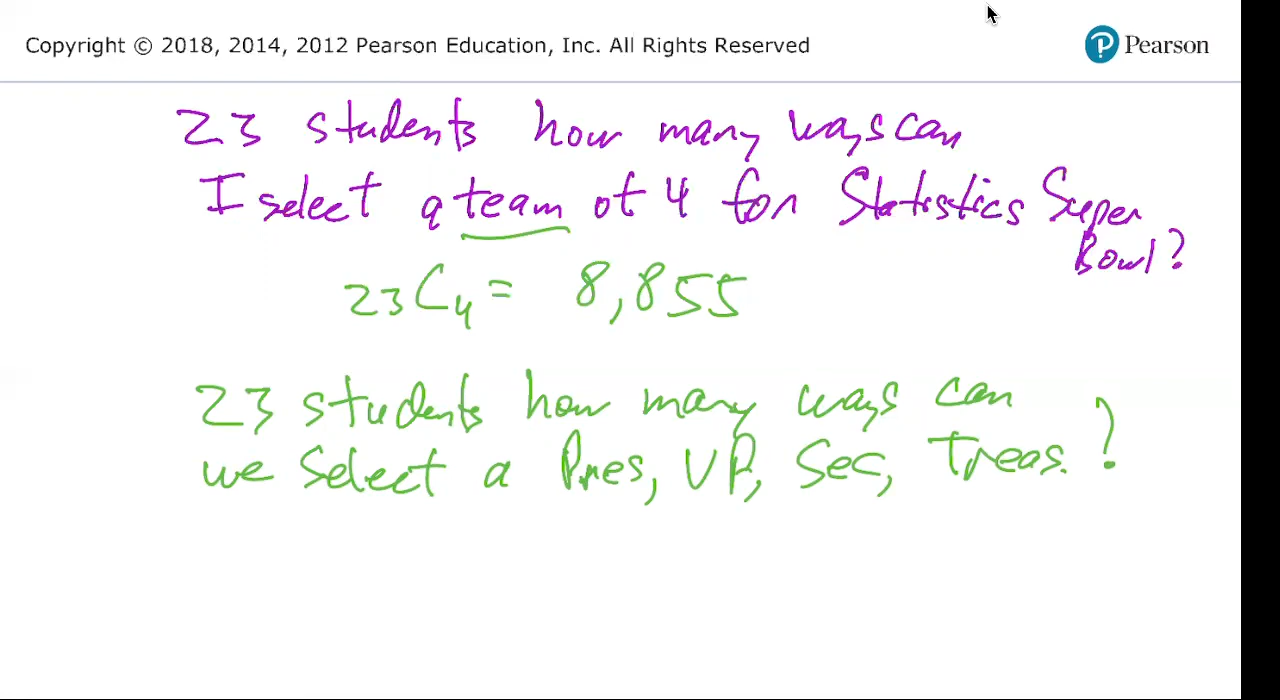 Copyright © 2018, 2014, 2012 Pearson Education, Inc. All Rights Reserved
Pearson
23 students how many ways can
I select a team of 4 for Statistics Super
Bowl?
23C4 = 8,855
23 students how many ways can
we select a Pres, VP, Sec, Treas. ?